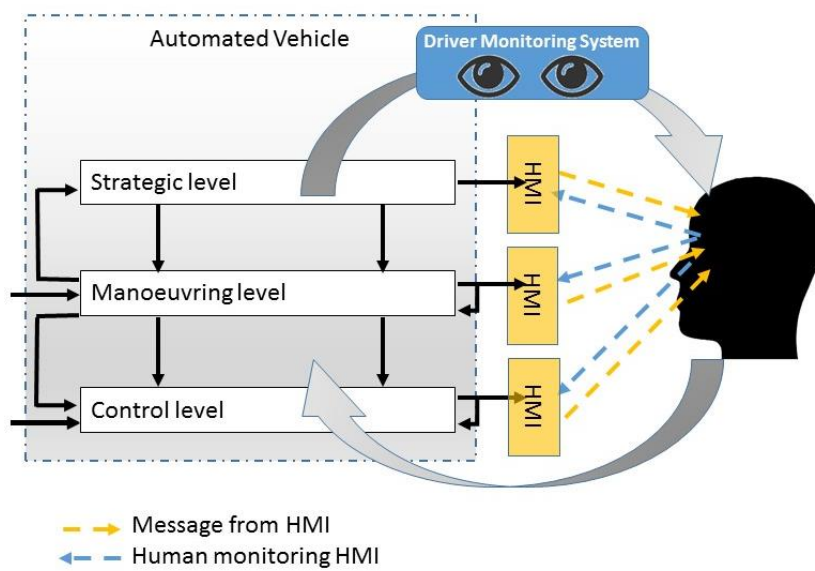 Automated Vehicle
Driver Monitoring System
Strategic level
HMI
Manoeuvring level
HMI
Control level
HMI
Message from HMI
Human monitoring HMI